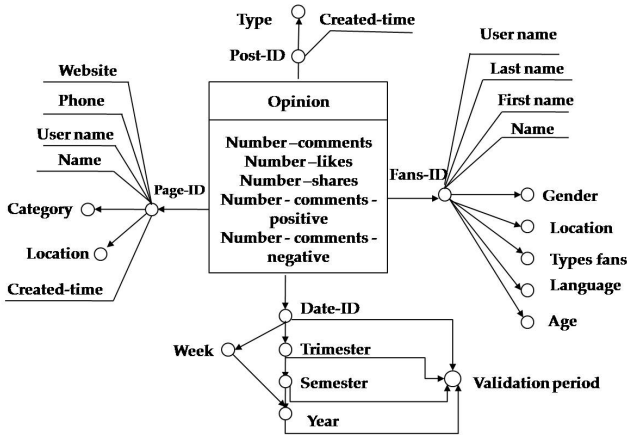 Type
Created-time
Post-ID
Opinion
Number–comments
Number–likes
Number–shares
Number - comments -
positive
Number - comments -
negative
Website
Phone
User name
Name
Page-ID
Category
Location
Created-time
User name
Last name
First name
Name
Fans-ID
Gender
Location
Types fans
Language
Age
Date-ID
Week
Trimester
Semester
Year
Validation period